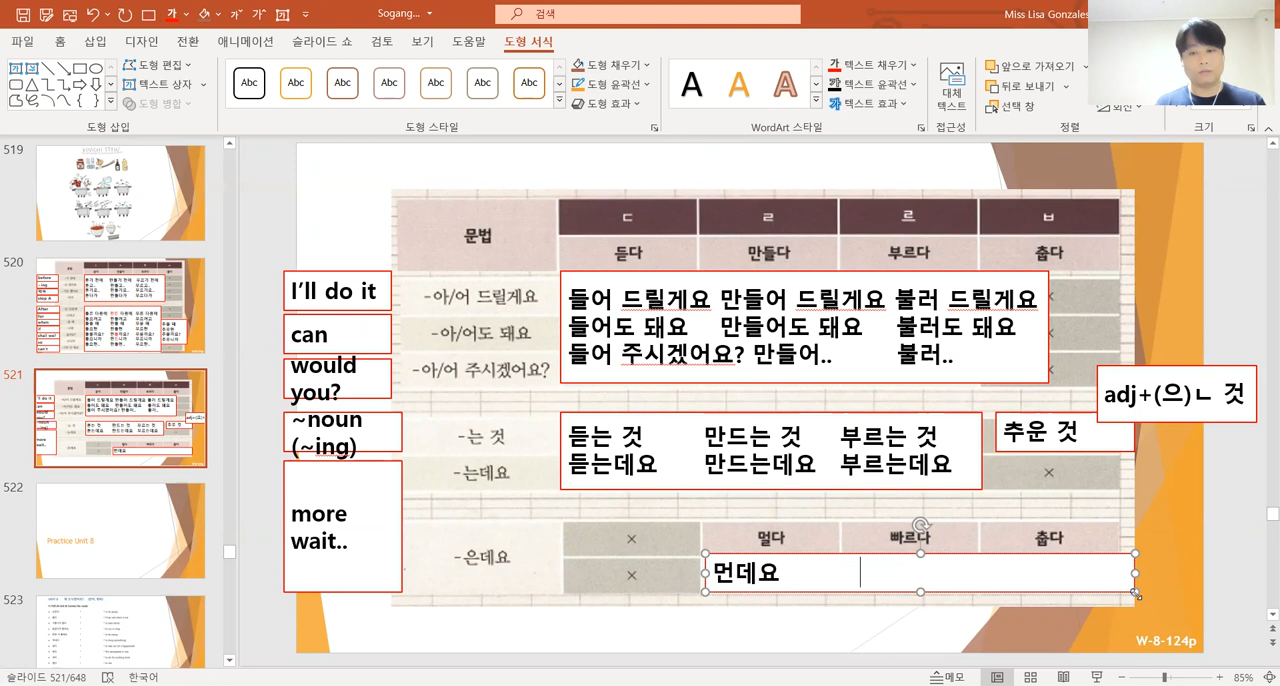 Sogang...
검색
Miss Lisa Gonzales
파일 홈 삽입 디자인 전환 애니메이션 슬라이드 쇼 검토 보기 도움말 도형 서식
도형 편집
텍스트 상자
도형 병합
도형 삽입
Abc Abc Abc Abc Abc Abc Abc
도형 채우기
도형 윤곽선
도형 효과
도형 스타일
A A A
텍스트 채우기
텍스트 윤곽선
텍스트 효과
WordArt 스타일
대체
텍스트
접근성
앞으로 가져오기
뒤로 보내기
선택 창
회전
정렬
크기
519
520
521
522
Practice Unit 8
523
문법 ㄷ ㄹ 르 ㅂ
듣다 만들다 부르다 춥다
I'll do it
-아/어 드릴게요
들어 드릴게요 만들어 드릴게요 불러 드릴게요
can
-아/어도 돼요
들어도 돼요 만들어도 돼요 불러도 돼요
would
you?
-아/어 주시겠어요?
들어 주시겠어요? 만들어.. 불러..
adj+(으)ㄴ 것
~noun
(~ing)
-는 것
듣는 것 만드는 것 부르는 것 추운 것
-는데요
듣는데요 만드는데요 부르는데요 ×
more
wait..
-은데요
× 멀다 빠르다 춥다
× 먼데요
W-8-124p
슬라이드 521/648 한국어 메모 85%